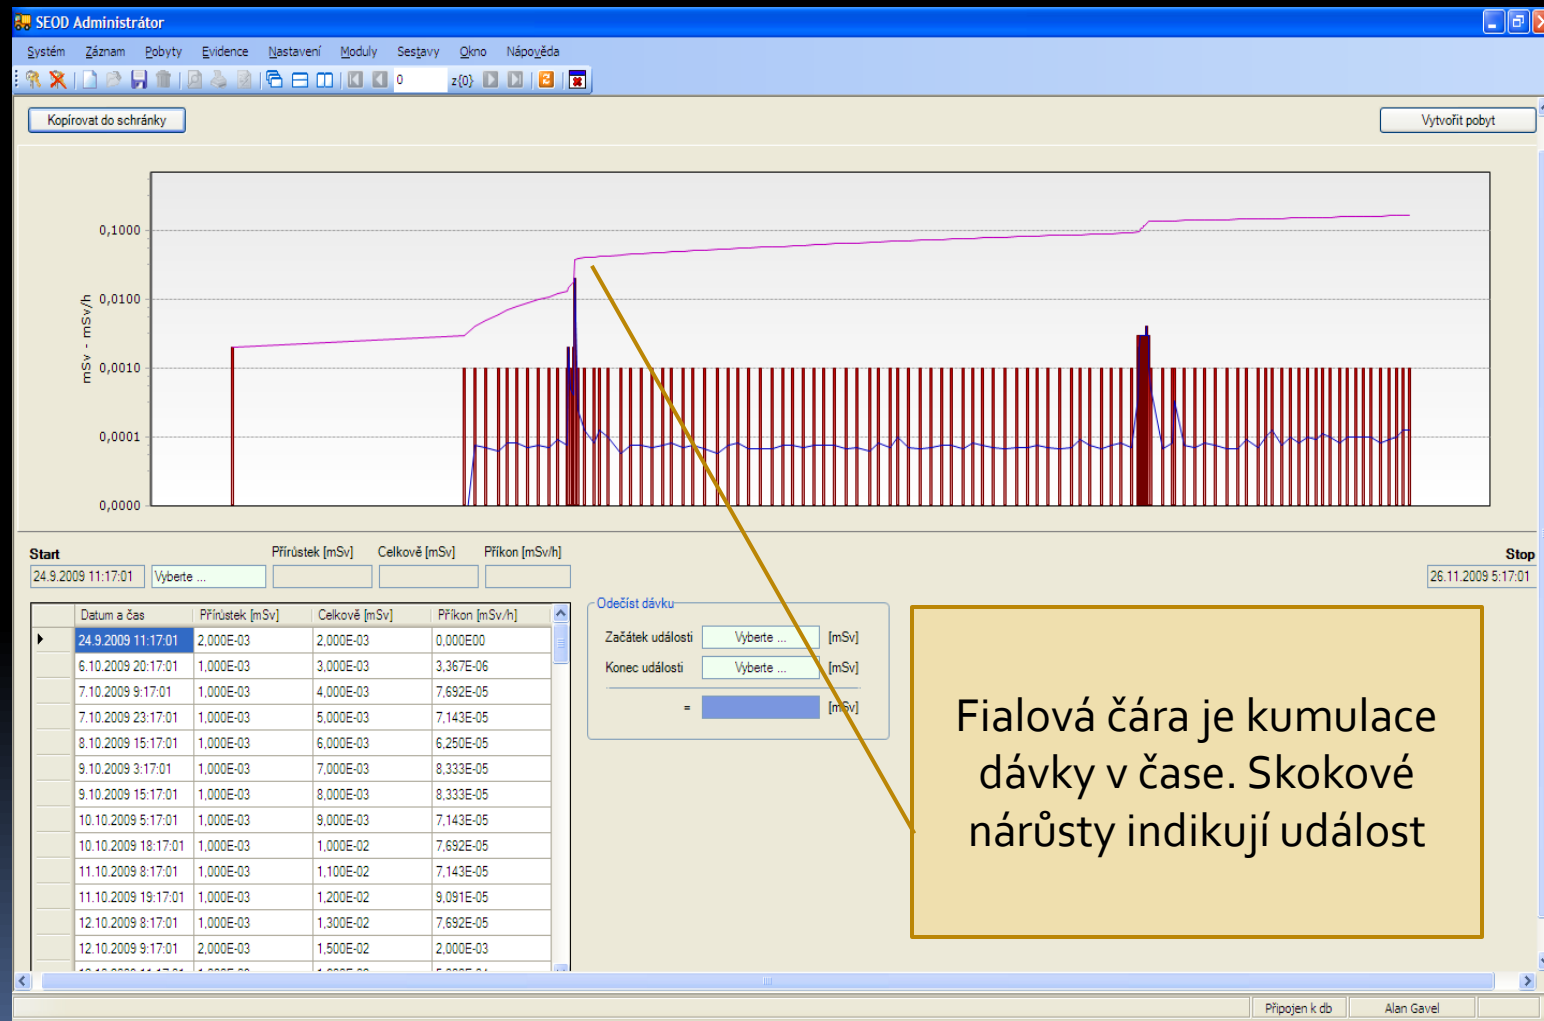 SEOD Administrátor
Systém Záznam Pobyty Evidence Nastavení Moduly Sestavy Okno Nápověda
0 z{0}
Kopírovat do schránky Vytvořit pobyt
mSv - mSv/h
0,1000
0,0100
0,0010
0,0001
0,0000
Start Přírůstek [mSv] Celkově [mSv] Příkon [mSv/h] Stop
24.9.2009 11:17:01 Vyberte ... 26.11.2009 5:17:01
Datum a čas Přírůstek [mSv] Celkově [mSv] Příkon [mSv/h]
24.9.2009 11:17:01 2,000E-03 2,000E-03 0,000E00
6.10.2009 20:17:01 1,000E-03 3,000E-03 3,367E-06
7.10.2009 9:17:01 1,000E-03 4,000E-03 7,692E-05
7.10.2009 23:17:01 1,000E-03 5,000E-03 7,143E-05
8.10.2009 15:17:01 1,000E-03 6,000E-03 6,250E-05
9.10.2009 3:17:01 1,000E-03 7,000E-03 8,333E-05
9.10.2009 15:17:01 1,000E-03 8,000E-03 8,333E-05
10.10.2009 5:17:01 1,000E-03 9,000E-03 7,143E-05
10.10.2009 18:17:01 1,000E-03 1,000E-02 7,692E-05
11.10.2009 8:17:01 1,000E-03 1,100E-02 7,143E-05
11.10.2009 19:17:01 1,000E-03 1,200E-02 9,091E-05
12.10.2009 8:17:01 1,000E-03 1,300E-02 7,692E-05
12.10.2009 9:17:01 2,000E-03 1,500E-02 2,000E-03
Odečíst dávku
Začátek události Vyberte ... [mSv]
Konec události Vyberte ... [mSv]
= [mSv]
Fialová čára je kumulace
dávky v čase. Skokové
nárůsty indikují událost
Připojen k db Alan Gavel